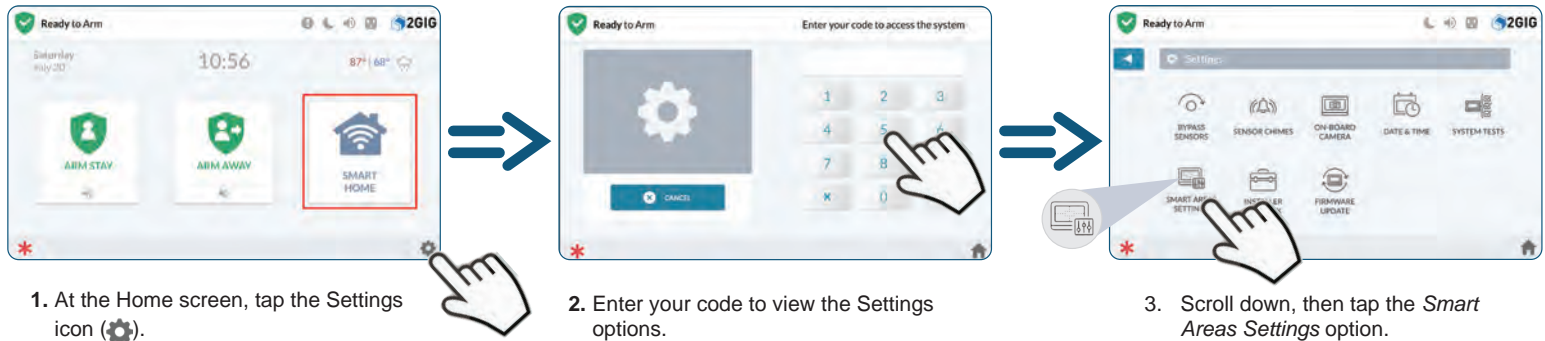 Ready to Arm
2GIG
Saturday
July 20
10:56
87° | 68°
ARM STAY
ARM AWAY
SMART
HOME
1. At the Home screen, tap the Settings
icon ( ).
Ready to Arm
Enter your code to access the system
1 2 3
4 5 6
7 8
0
CANCEL
2. Enter your code to view the Settings
options.
Ready to Arm
2GIG
Settings
BYPASS
SENSORS
SENSOR CHIMES
ON-BOARD
CAMERA
DATE & TIME
SYSTEM TESTS
SMART
FIRMWARE
UPDATE
3. Scroll down, then tap the Smart
Areas Settings option.